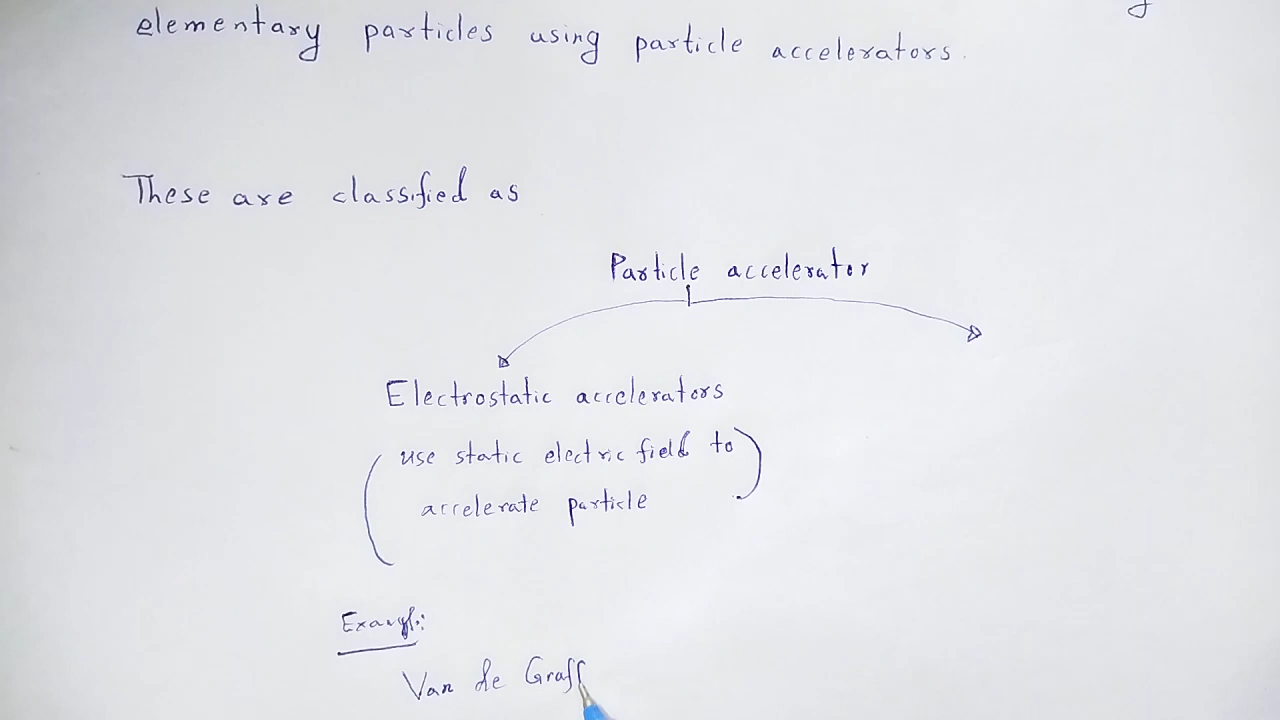 elementary particles using particle accelerators.
These are classified as
Particle accelerator
Electrostatic accelerators
(use static electric field to
accelerate particle)
Example:
Van de Graff